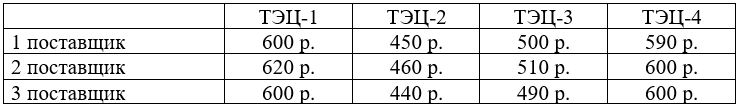 ТЭЦ-1 ТЭЦ-2 ТЭЦ-3 ТЭЦ-4
1 поставщик 600 р. 450 р. 500 р. 590 р.
2 поставщик 620 р. 460 р. 510 р. 600 р.
3 поставщик 600 р. 440 р. 490 р. 600 р.